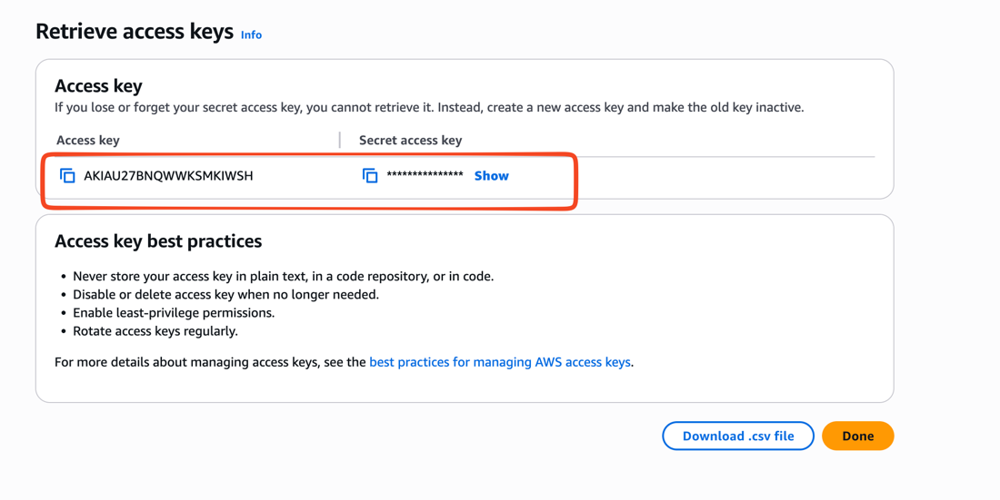 Retrieve access keys Info
Access key
If you lose or forget your secret access key, you cannot retrieve it. Instead, create a new access key and make the old key inactive.
Access key Secret access key
AKIAU27BNQWWKSMKIWSH *************** Show
Access key best practices
• Never store your access key in plain text, in a code repository, or in code.
• Disable or delete access key when no longer needed.
• Enable least-privilege permissions.
• Rotate access keys regularly.
For more details about managing access keys, see the best practices for managing AWS access keys.
Download .csv file Done